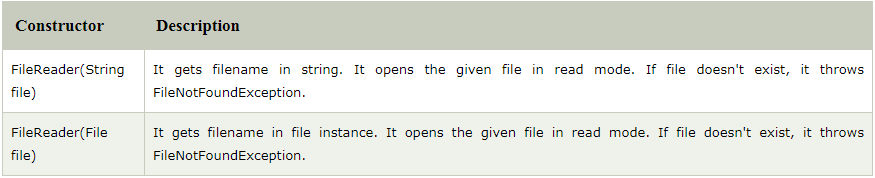 Constructor Description
FileReader(String It gets filename in string. It opens the given file in read mode. If file doesn't exist, it throws
file) FileNotFoundException.
FileReader(File It gets filename in file instance. It opens the given file in read mode. If file doesn't exist, it throws
file) FileNotFoundException.